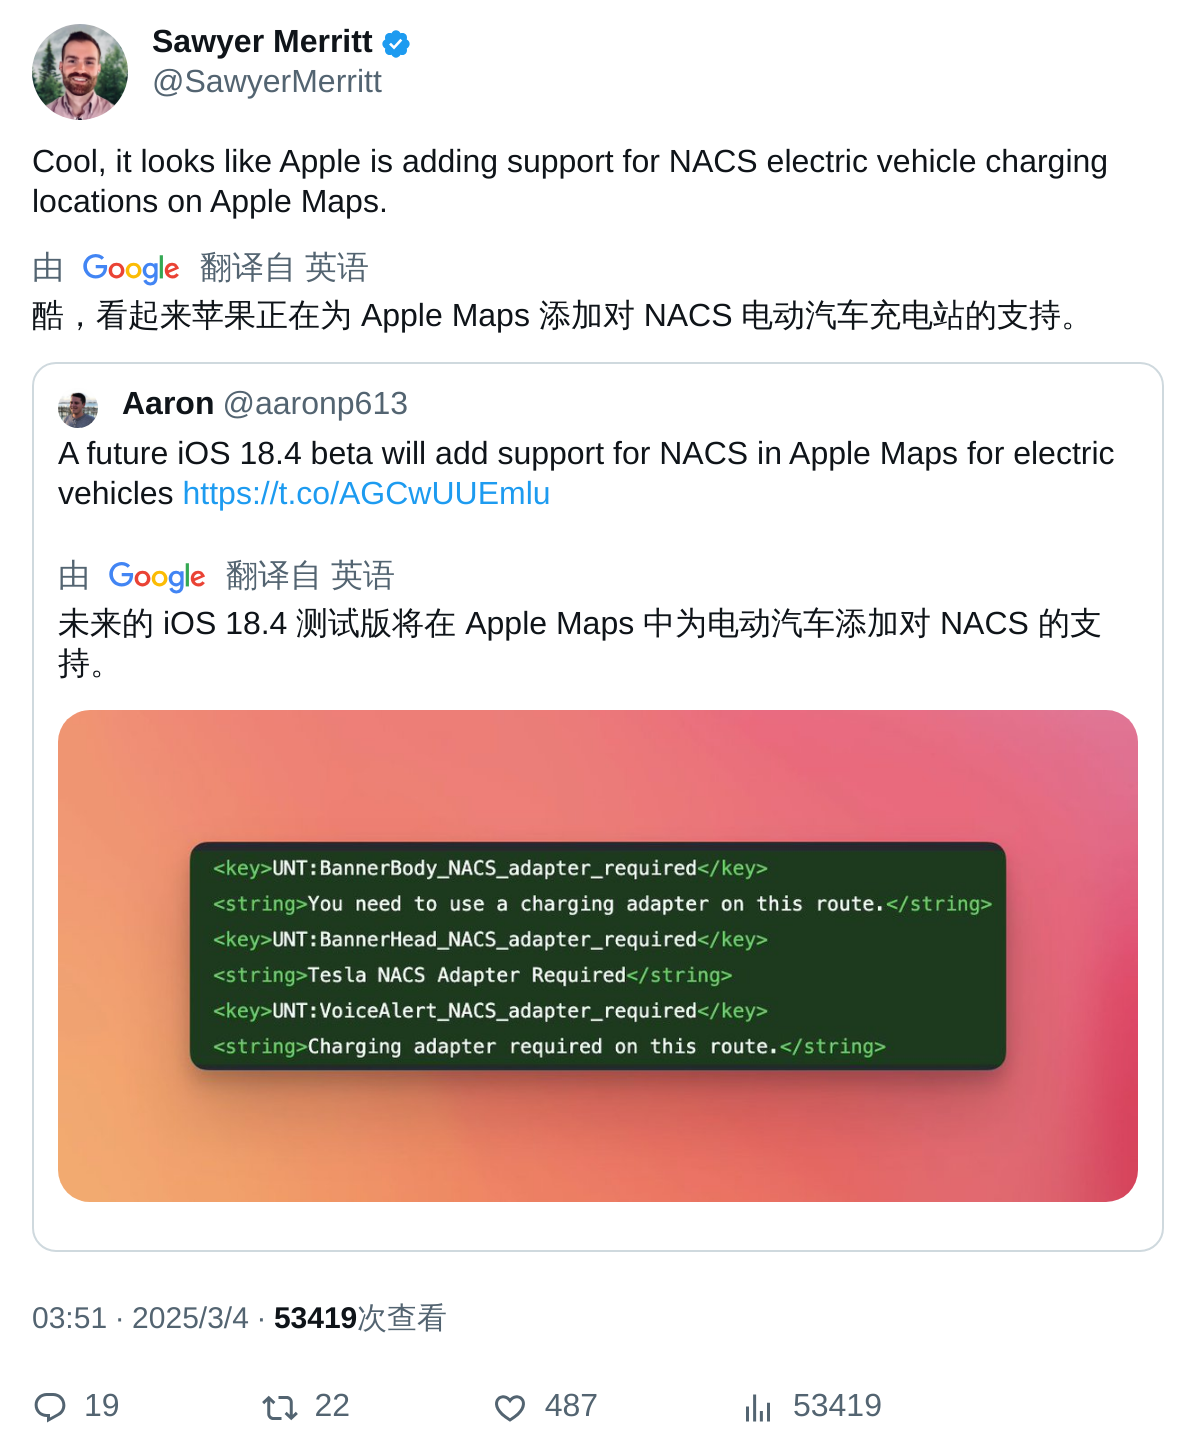 Sawyer Merritt
@SawyerMerritt
Cool, it looks like Apple is adding support for NACS electric vehicle charging
locations on Apple Maps.
由 Google 翻译自 英语
酷，看起来苹果正在为 Apple Maps 添加对 NACS 电动汽车充电站的支持。
Aaron @aaronp613
A future iOS 18.4 beta will add support for NACS in Apple Maps for electric
vehicles https://t.co/AGCwUUEmlu
由 Google 翻译自 英语
未来的 iOS 18.4 测试版将在 Apple Maps 中为电动汽车添加对 NACS 的支
持。
<key>UNT:BannerBody_NACS_adapter_required</key>
<string>You need to use a charging adapter on this route.</string>
<key>UNT:BannerHead_NACS_adapter_required</key>
<string>Tesla NACS Adapter Required</string>
<key>UNT:VoiceAlert_NACS_adapter_required</key>
<string>Charging adapter required on this route.</string>
03:51 · 2025/3/4 · 53419次查看
19 22 487 53419